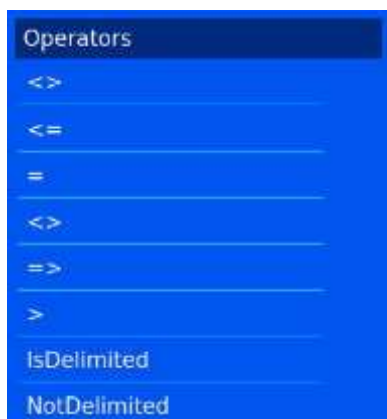 Operators
<>
<=
=
<>
=>
>
IsDelimited
NotDelimited